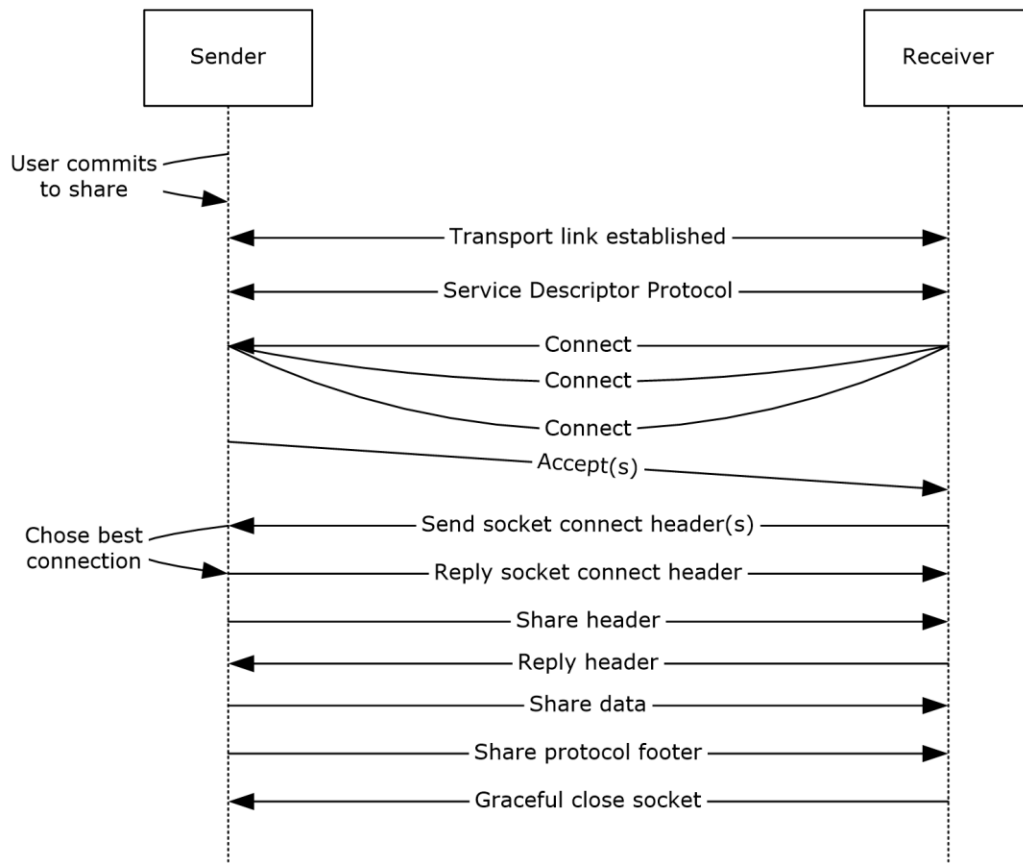 Sender
Receiver
User commits
to share
Transport link established
Service Descriptor Protocol
Connect
Connect
Connect
Accept(s)
Send socket connect header(s)
Chose best
connection
Reply socket connect header
Share header
Reply header
Share data
Share protocol footer
Graceful close socket